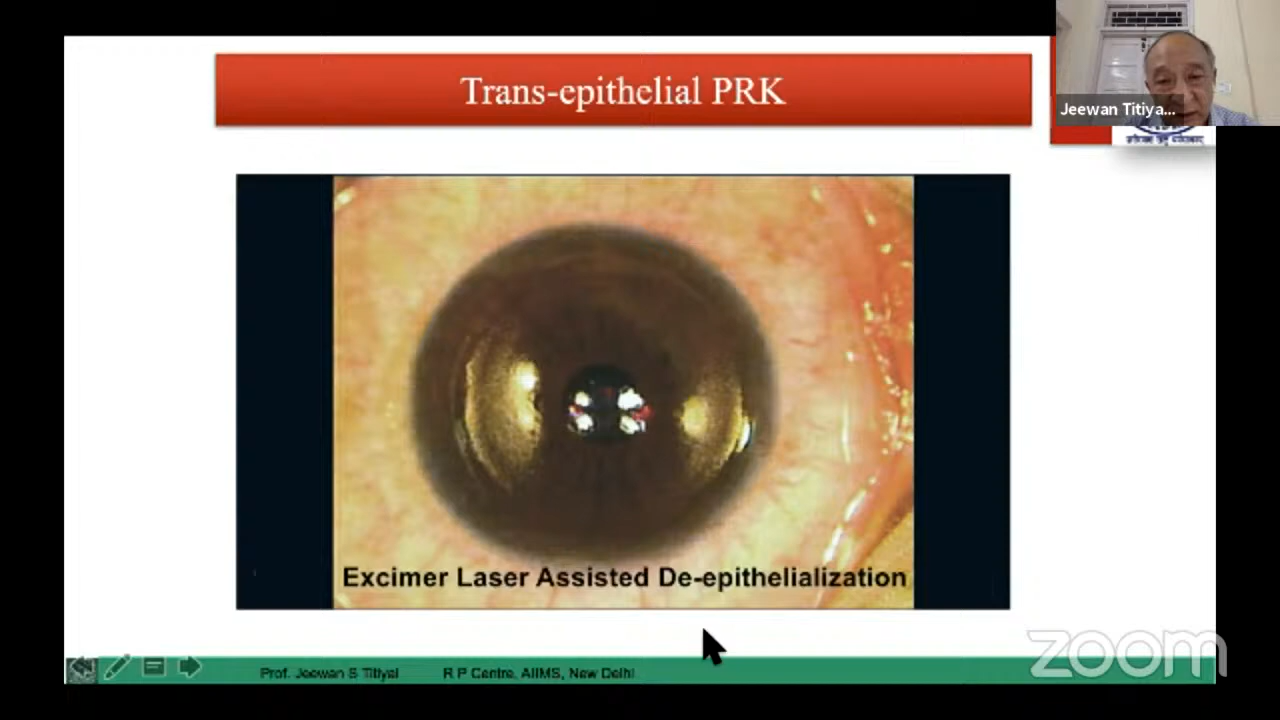 Trans-epithelial PRK
Jeewan Titiya...
Excimer Laser Assisted De-epithelialization
zoom
Prof. Jeewan S Titiyal R P Centre, AIIMS, New Delhi